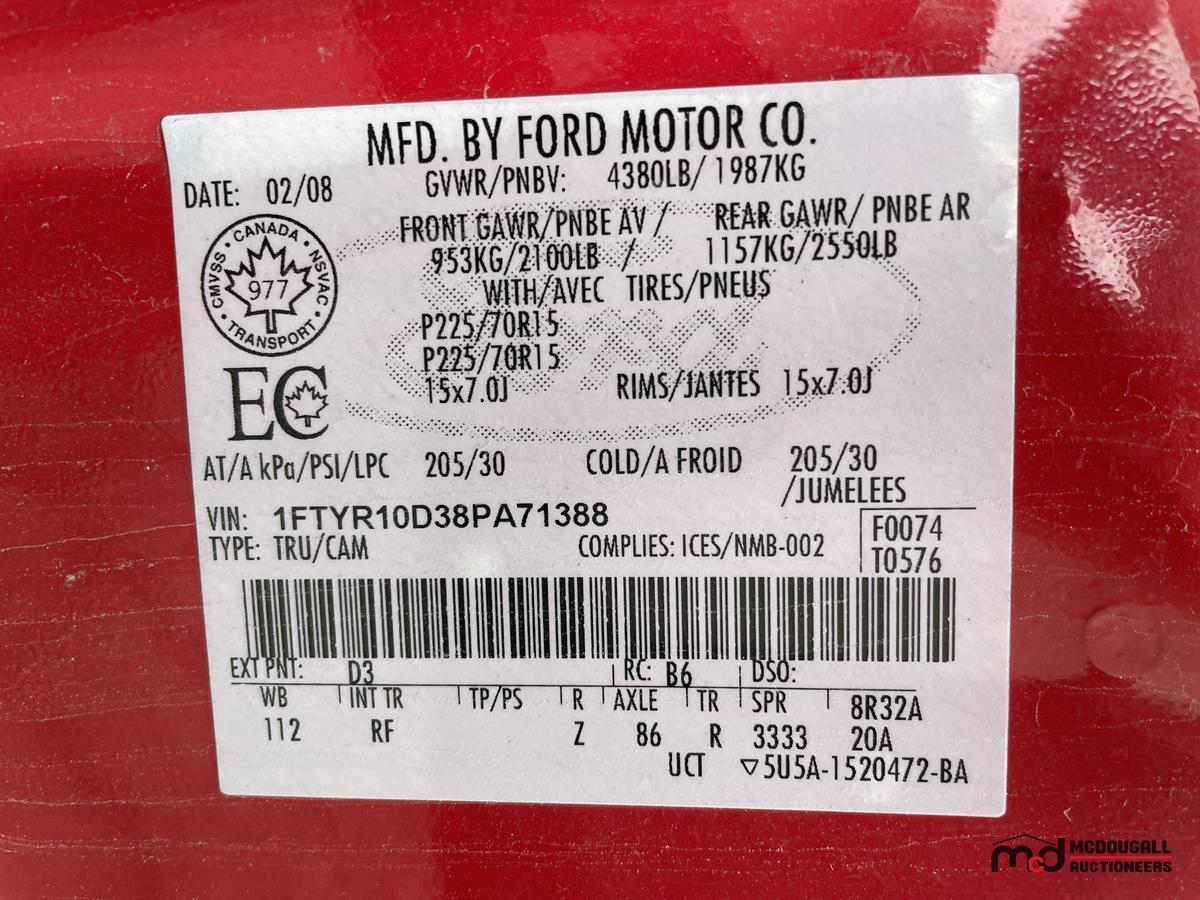 MFD. BY FORD MOTOR CO.
DATE: 02/08 GVWR/PNBV: 4380LB/ 1987KG
FRONT GAWR/PNBE AV / REAR GAWR/ PNBE AR
953KG/2100LB / 1157KG/2550LB
WITH/AVEC TIRES/PNEUS
CANADA
CMVSS NSVAC
977
TRANSPORT
P225/70R15
P225/70R15
15x7.0J RIMS/JANTES 15x7.0J
EC
AT/A kPa/PSI/LPC 205/30 COLD/A FROID 205/30
/JUMELEES
VIN: 1FTYR10D38PA71388
TYPE: TRU/CAM COMPLIES: ICES/NMB-002
F0074
T0576
EXT PNT: D3 RC: B6 DSO:
WB INT TR TP/PS R AXLE TR SPR 8R32A
112 RF Z 86 R 3333 20A
UCT ▽5U5A-1520472-BA
mcd MCDOUGALL
AUCTIONEERS